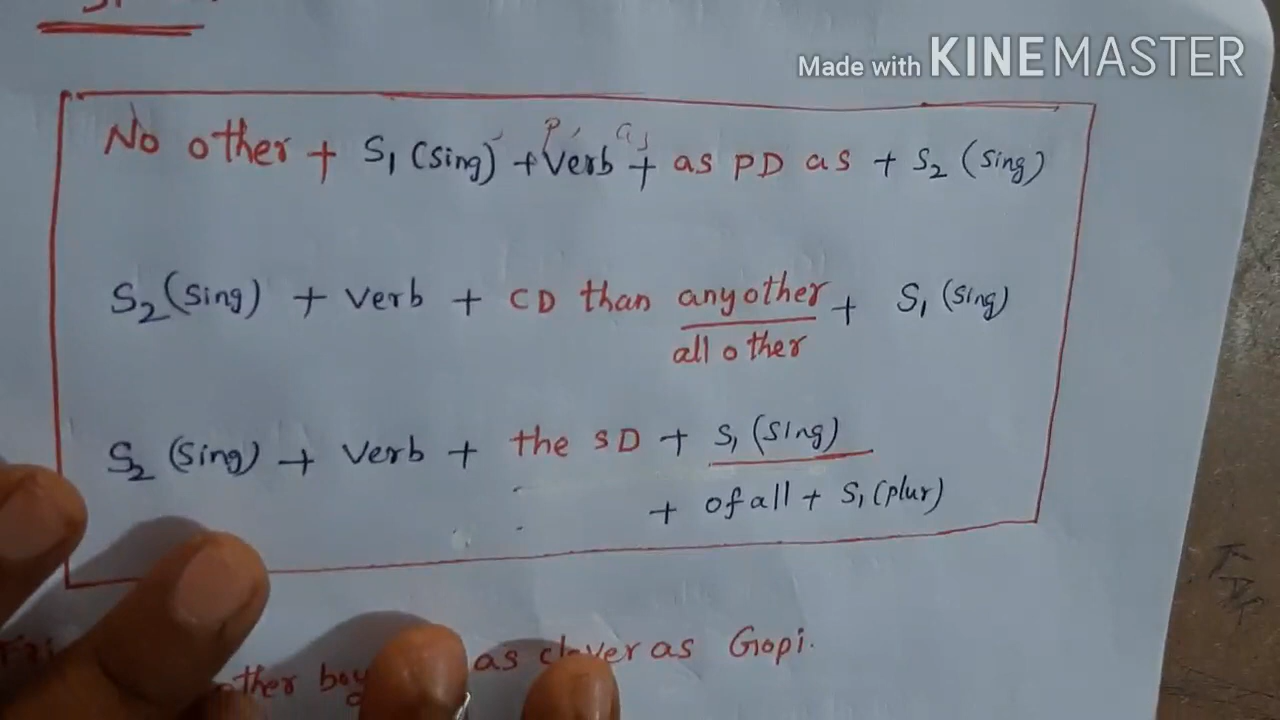 Made with KINEMASTER
No other + S₁ (sing) + verb + as PD as + S₂ (sing)
S₂ (sing) + verb + CD than any other + S₁ (sing)
all other
S₂ (sing) + verb + the SD + S₁ (sing)
+ of all + S₁ (plur)
other boy as clever as Gopi.